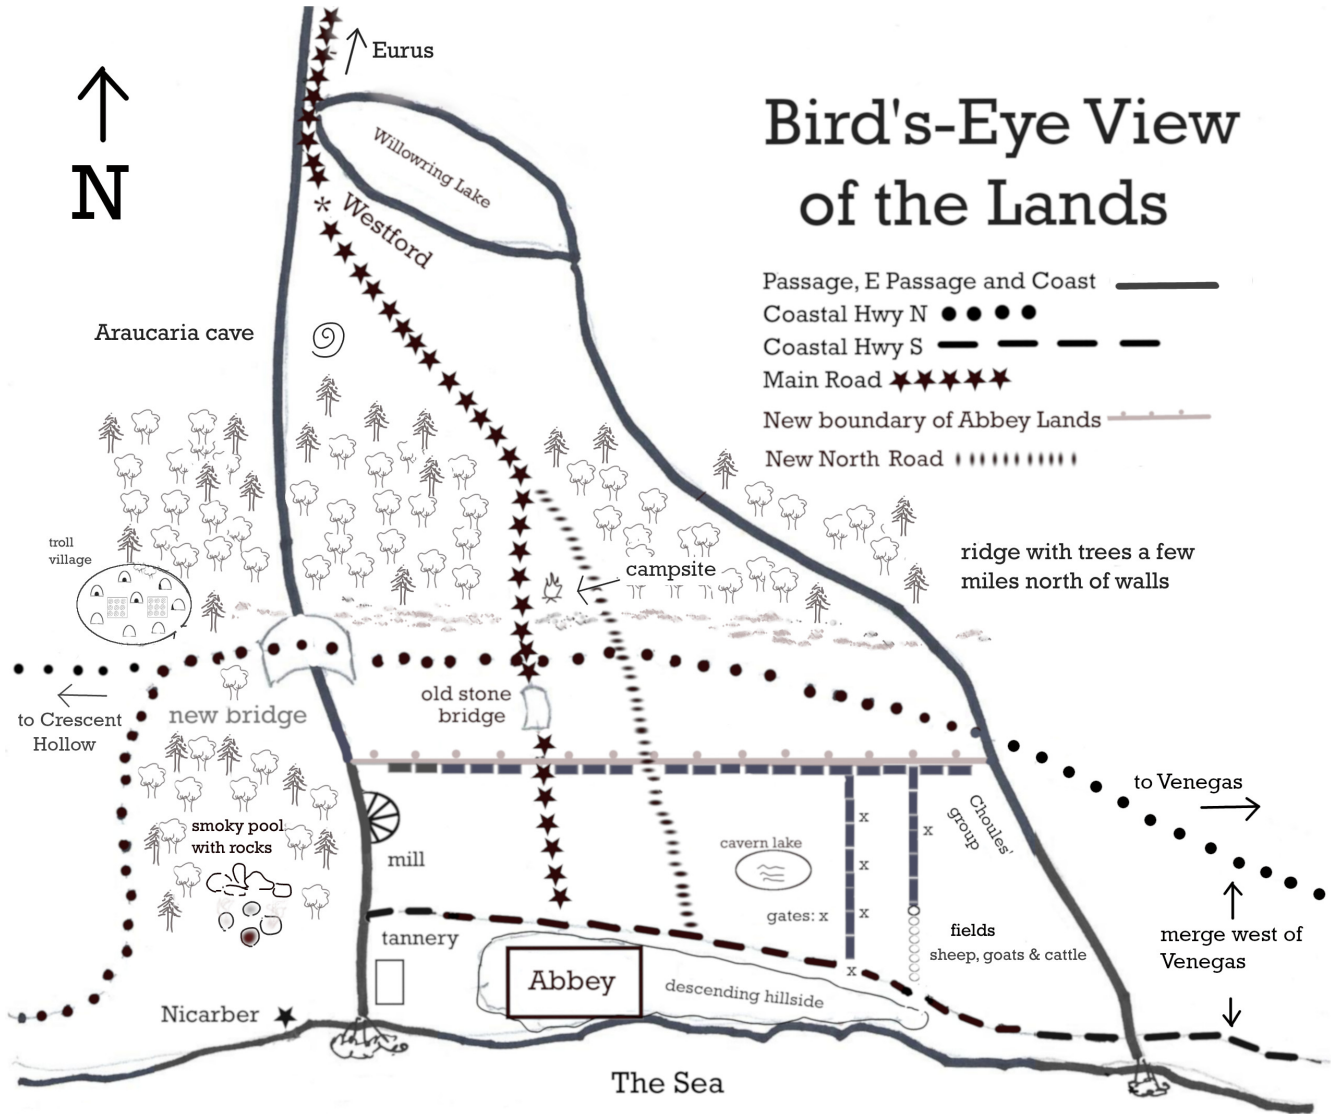 Eurus
N
Bird's-Eye View
of the Lands
Willowring Lake
* Westford
Passage, E Passage and Coast
Coastal Hwy N
Coastal Hwy S
Main Road
New boundary of Abbey Lands
New North Road
Araucaria cave
troll
village
campsite
ridge with trees a few
miles north of walls
to Crescent
Hollow
new bridge
old stone
bridge
to Venegas
Choules'
group
smoky pool
with rocks
mill
cavern lake
x
x
x
gates: x
x
x
tannery
fields
sheep, goats & cattle
merge west of
Venegas
Abbey
descending hillside
Nicarber
The Sea